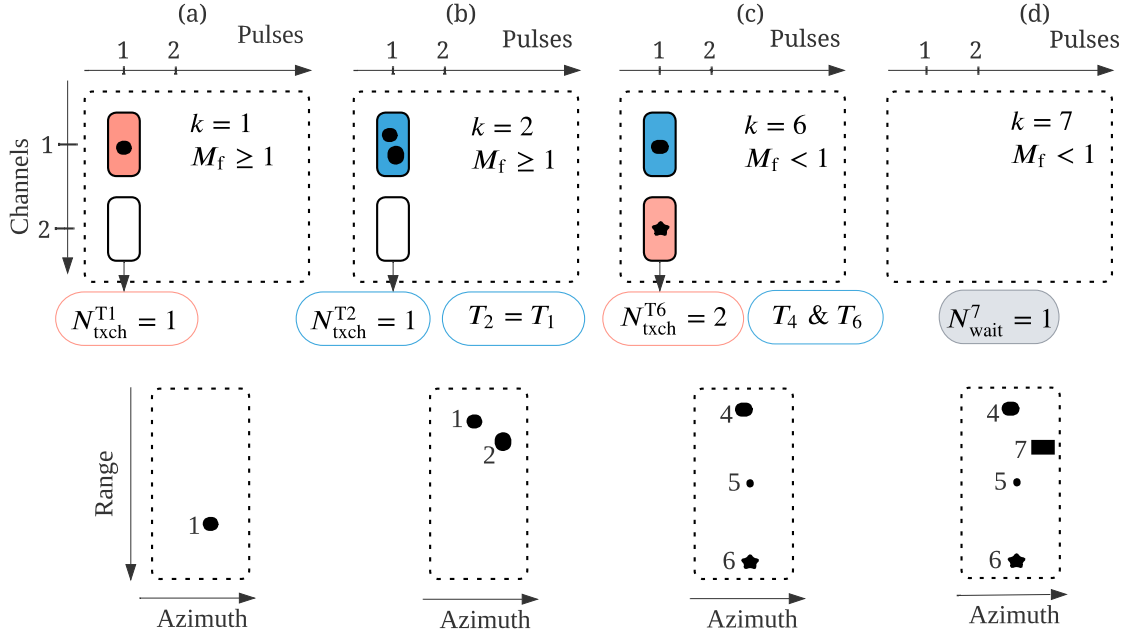 (a) (b) (c) (d)
Pulses Pulses Pulses Pulses
1 2 1 2 1 2 1 2
k = 1 k = 2 k = 6 k = 7
M_f ≥ 1 M_f ≥ 1 M_f < 1 M_f < 1
Channels
1
2
N_txch^T1 = 1 N_txch^T2 = 1 T_2 = T_1 N_txch^T6 = 2 T_4 & T_6 N_wait^7 = 1
Range
1
1
2
4
5
6
4
7
5
6
Azimuth Azimuth Azimuth Azimuth